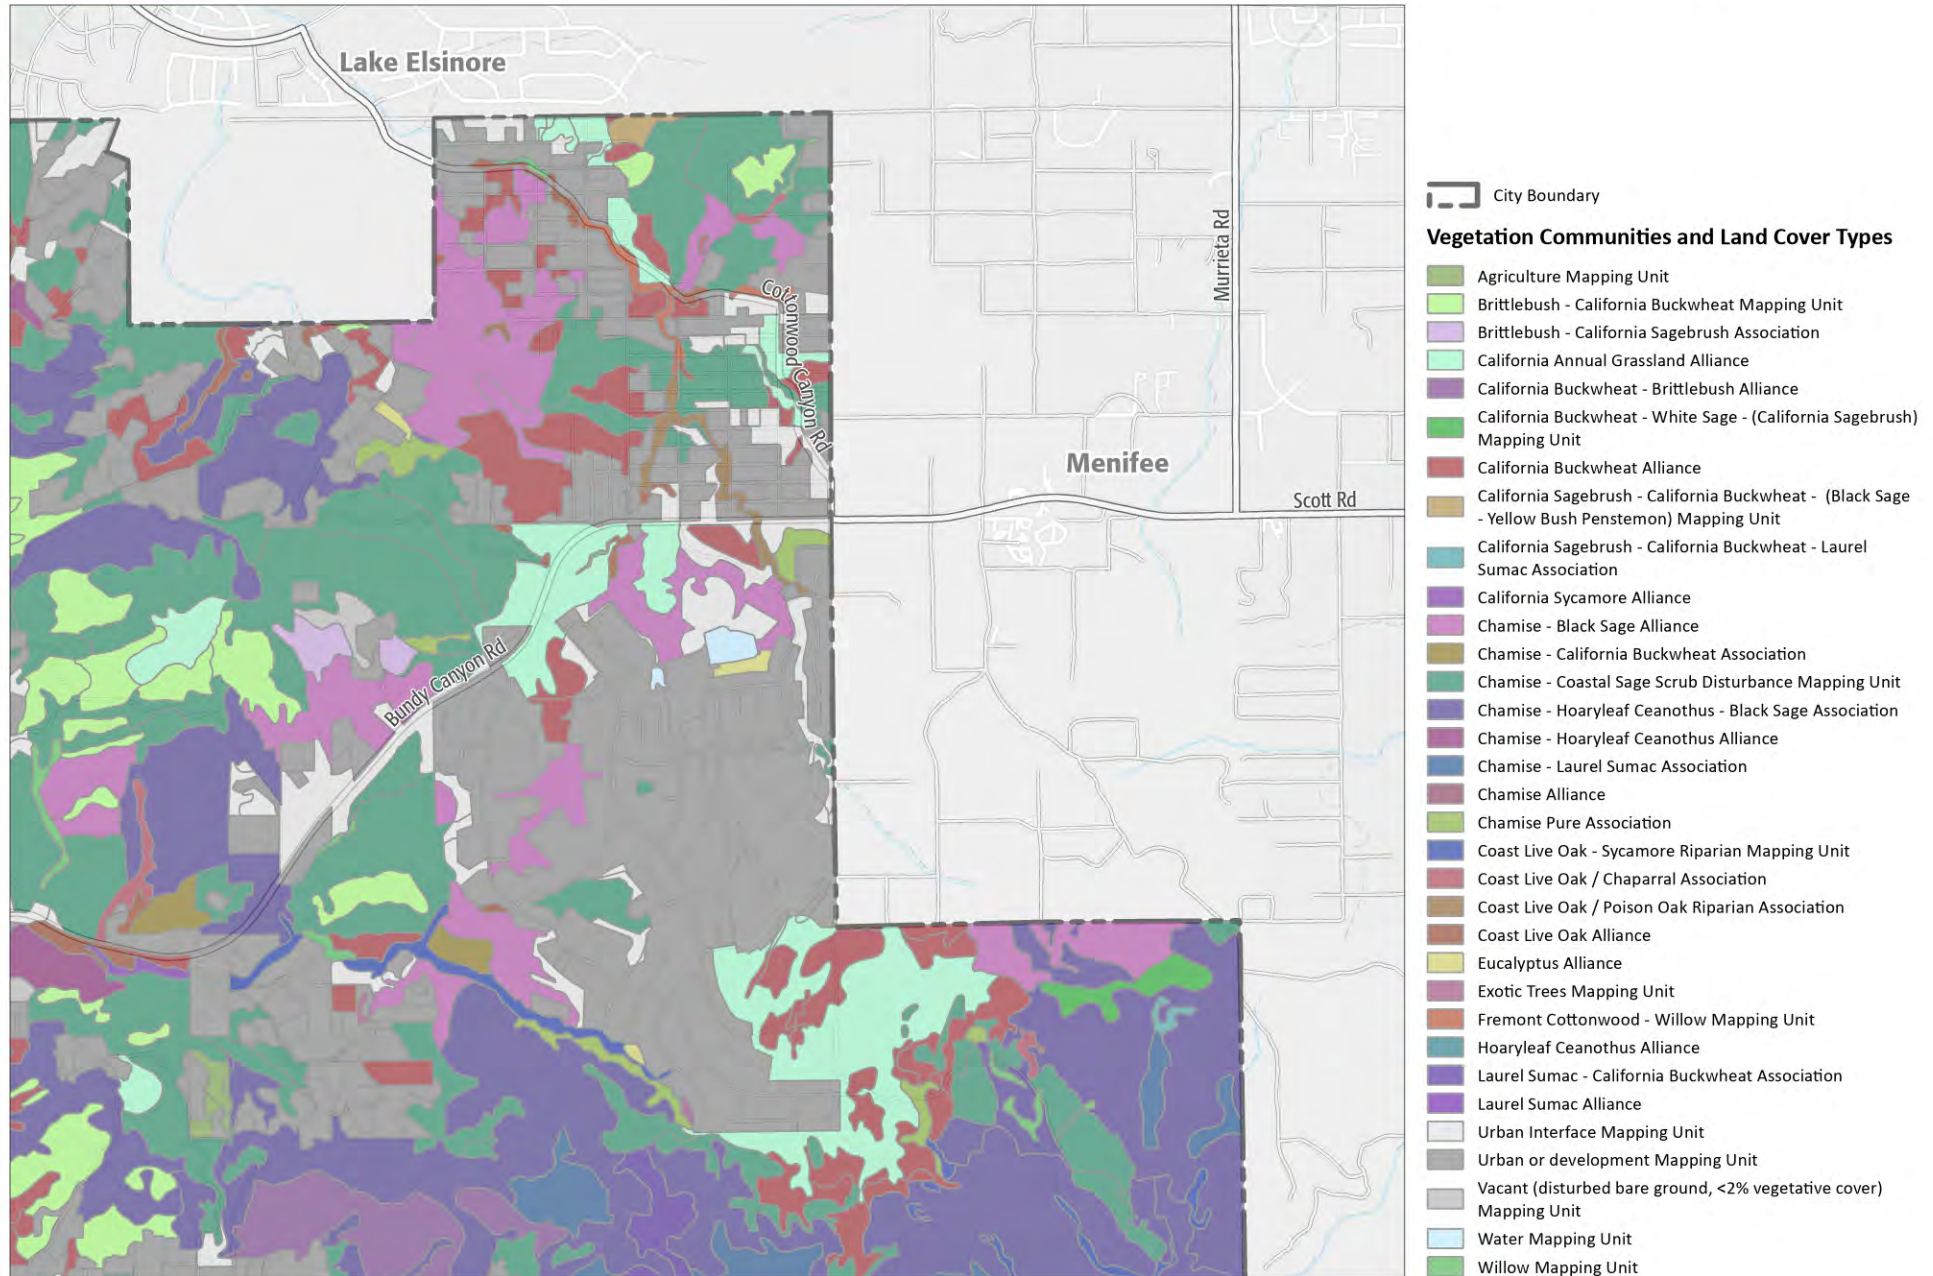 Lake Elsinore
Cottonwood Canyon Rd
Murrieta Rd
Menifee
Scott Rd
Bundy Canyon Rd
City Boundary
Vegetation Communities and Land Cover Types
Agriculture Mapping Unit
Brittlebush - California Buckwheat Mapping Unit
Brittlebush - California Sagebrush Association
California Annual Grassland Alliance
California Buckwheat - Brittlebush Alliance
California Buckwheat - White Sage - (California Sagebrush)
Mapping Unit
California Buckwheat Alliance
California Sagebrush - California Buckwheat - (Black Sage
- Yellow Bush Penstemon) Mapping Unit
California Sagebrush - California Buckwheat - Laurel
Sumac Association
California Sycamore Alliance
Chamise - Black Sage Alliance
Chamise - California Buckwheat Association
Chamise - Coastal Sage Scrub Disturbance Mapping Unit
Chamise - Hoaryleaf Ceanothus - Black Sage Association
Chamise - Hoaryleaf Ceanothus Alliance
Chamise - Laurel Sumac Association
Chamise Alliance
Chamise Pure Association
Coast Live Oak - Sycamore Riparian Mapping Unit
Coast Live Oak / Chaparral Association
Coast Live Oak / Poison Oak Riparian Association
Coast Live Oak Alliance
Eucalyptus Alliance
Exotic Trees Mapping Unit
Fremont Cottonwood - Willow Mapping Unit
Hoaryleaf Ceanothus Alliance
Laurel Sumac - California Buckwheat Association
Laurel Sumac Alliance
Urban Interface Mapping Unit
Urban or development Mapping Unit
Vacant (disturbed bare ground, <2% vegetative cover)
Mapping Unit
Water Mapping Unit
Willow Mapping Unit